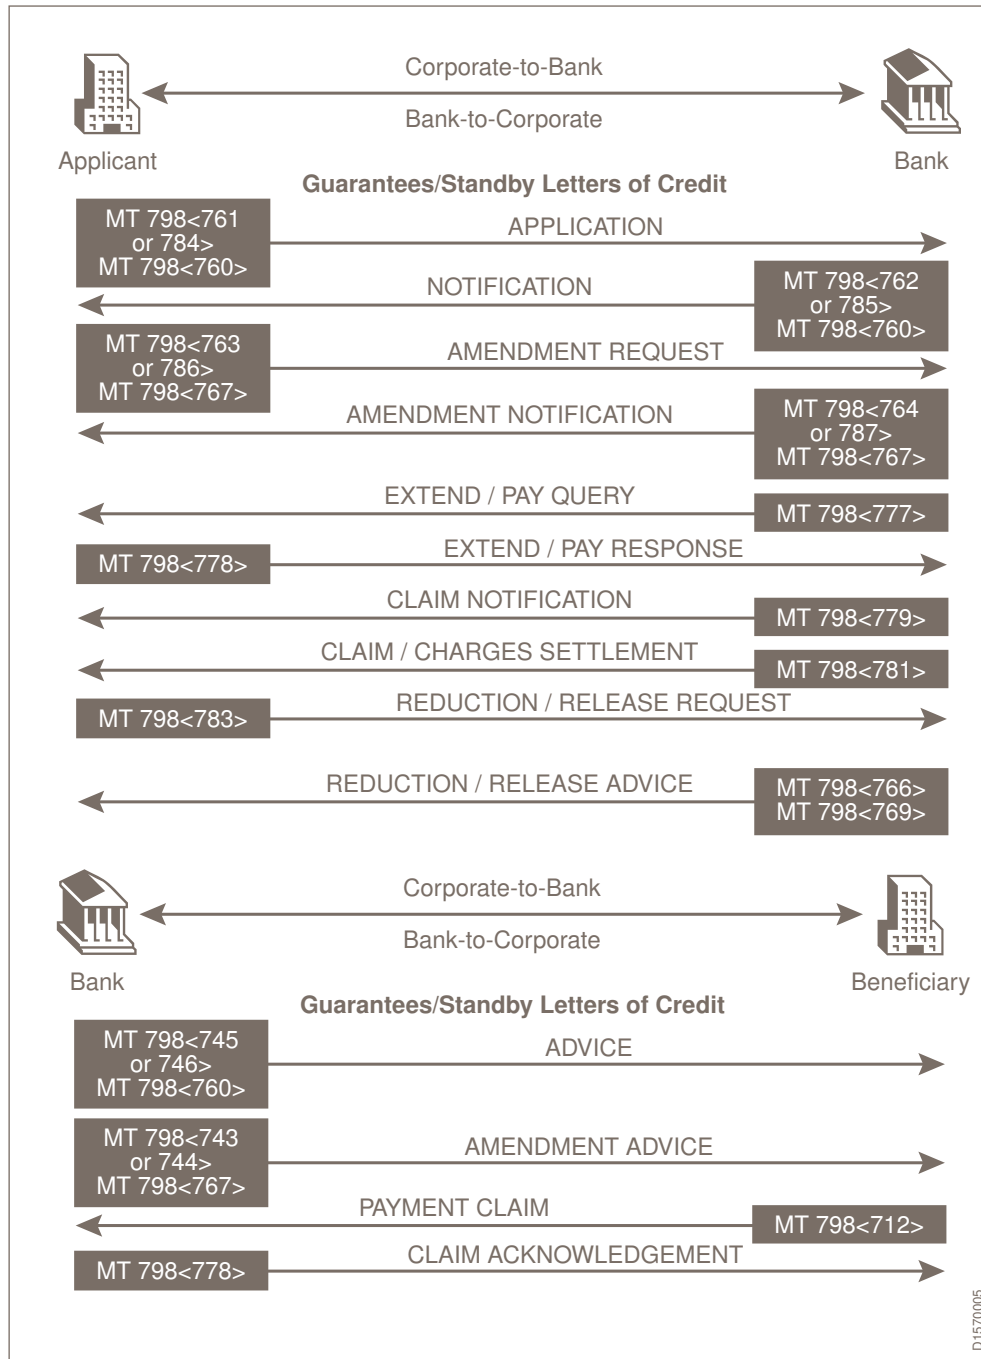 Corporate-to-Bank
Bank-to-Corporate
Applicant
Bank
Guarantees/Standby Letters of Credit
MT 798<761
or 784>
MT 798<760>
APPLICATION
NOTIFICATION
MT 798<762
or 785>
MT 798<760>
MT 798<763
or 786>
MT 798<767>
AMENDMENT REQUEST
AMENDMENT NOTIFICATION
MT 798<764
or 787>
MT 798<767>
EXTEND / PAY QUERY
MT 798<777>
MT 798<778>
EXTEND / PAY RESPONSE
CLAIM NOTIFICATION
MT 798<779>
CLAIM / CHARGES SETTLEMENT
MT 798<781>
MT 798<783>
REDUCTION / RELEASE REQUEST
REDUCTION / RELEASE ADVICE
MT 798<766>
MT 798<769>
Corporate-to-Bank
Bank-to-Corporate
Bank
Beneficiary
Guarantees/Standby Letters of Credit
MT 798<745
or 746>
MT 798<760>
ADVICE
MT 798<743
or 744>
MT 798<767>
AMENDMENT ADVICE
PAYMENT CLAIM
MT 798<712>
MT 798<778>
CLAIM ACKNOWLEDGEMENT
D1570005